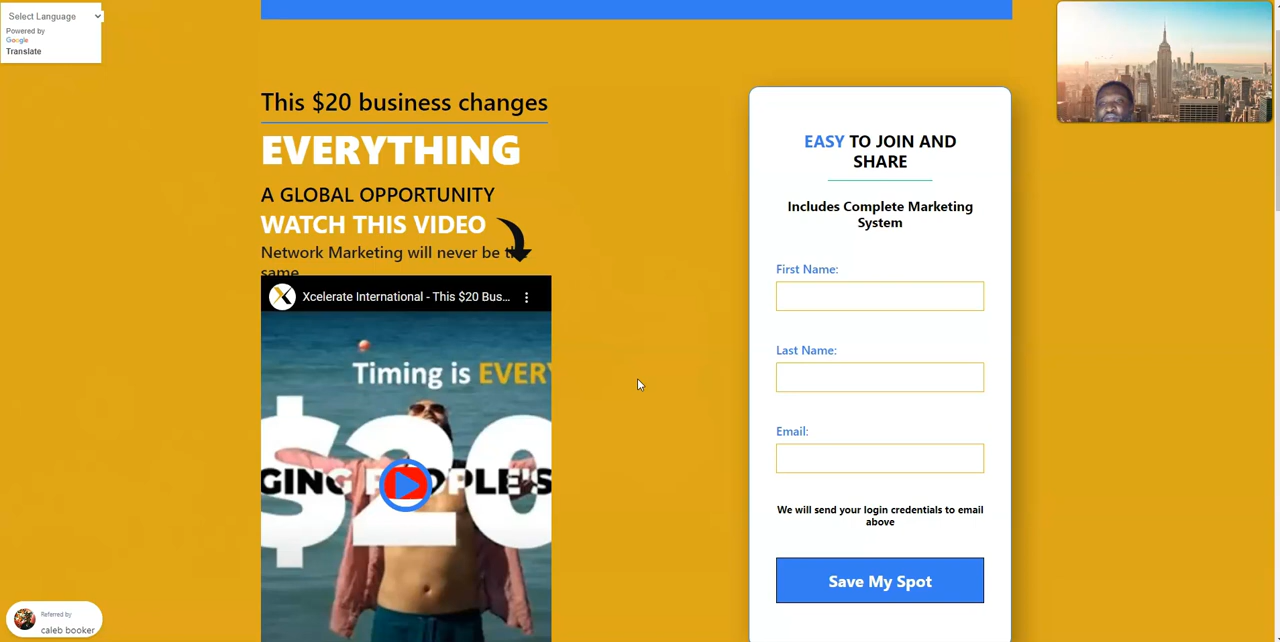 Select Language
Powered by
Google
Translate
This $20 business changes
EVERYTHING
A GLOBAL OPPORTUNITY
WATCH THIS VIDEO
Network Marketing will never be the
same
Xcelerate International - This $20 Bus...
Timing is EVERY
$20
GING PEOPLE'S
EASY TO JOIN AND
SHARE
Includes Complete Marketing
System
First Name:
Last Name:
Email:
We will send your login credentials to email
above
Save My Spot
Referred by
caleb booker